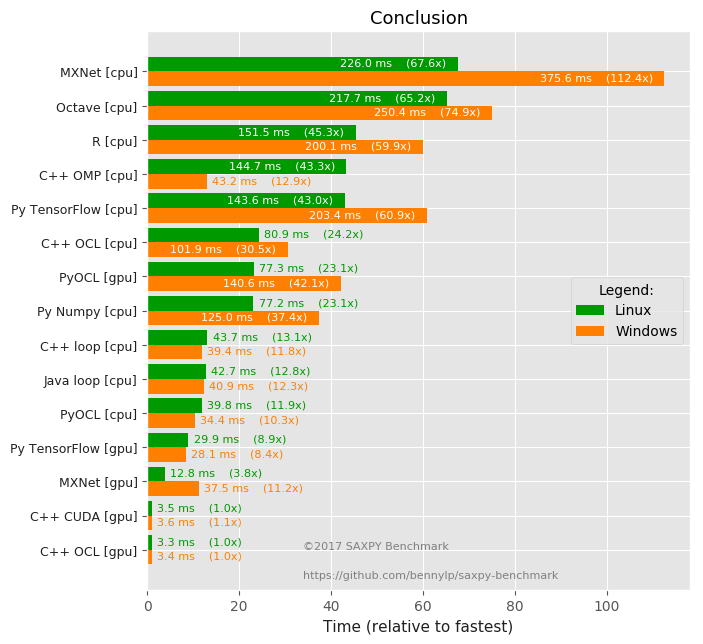 Conclusion
MXNet [cpu] 226.0 ms (67.6x)
375.6 ms (112.4x)
Octave [cpu] 217.7 ms (65.2x)
250.4 ms (74.9x)
R [cpu] 151.5 ms (45.3x)
200.1 ms (59.9x)
C++ OMP [cpu] 144.7 ms (43.3x)
43.2 ms (12.9x)
Py TensorFlow [cpu] 143.6 ms (43.0x)
203.4 ms (60.9x)
C++ OCL [cpu] 80.9 ms (24.2x)
101.9 ms (30.5x)
PyOCL [gpu] 77.3 ms (23.1x)
140.6 ms (42.1x)
Py Numpy [cpu] 77.2 ms (23.1x)
125.0 ms (37.4x)
C++ loop [cpu] 43.7 ms (13.1x)
39.4 ms (11.8x)
Java loop [cpu] 42.7 ms (12.8x)
40.9 ms (12.3x)
PyOCL [cpu] 39.8 ms (11.9x)
34.4 ms (10.3x)
Py TensorFlow [gpu] 29.9 ms (8.9x)
28.1 ms (8.4x)
MXNet [gpu] 12.8 ms (3.8x)
37.5 ms (11.2x)
C++ CUDA [gpu] 3.5 ms (1.0x)
3.6 ms (1.1x)
C++ OCL [gpu] 3.3 ms (1.0x)
3.4 ms (1.0x)
Legend:
Linux
Windows
©2017 SAXPY Benchmark
https://github.com/bennylp/saxpy-benchmark
0 20 40 60 80 100
Time (relative to fastest)